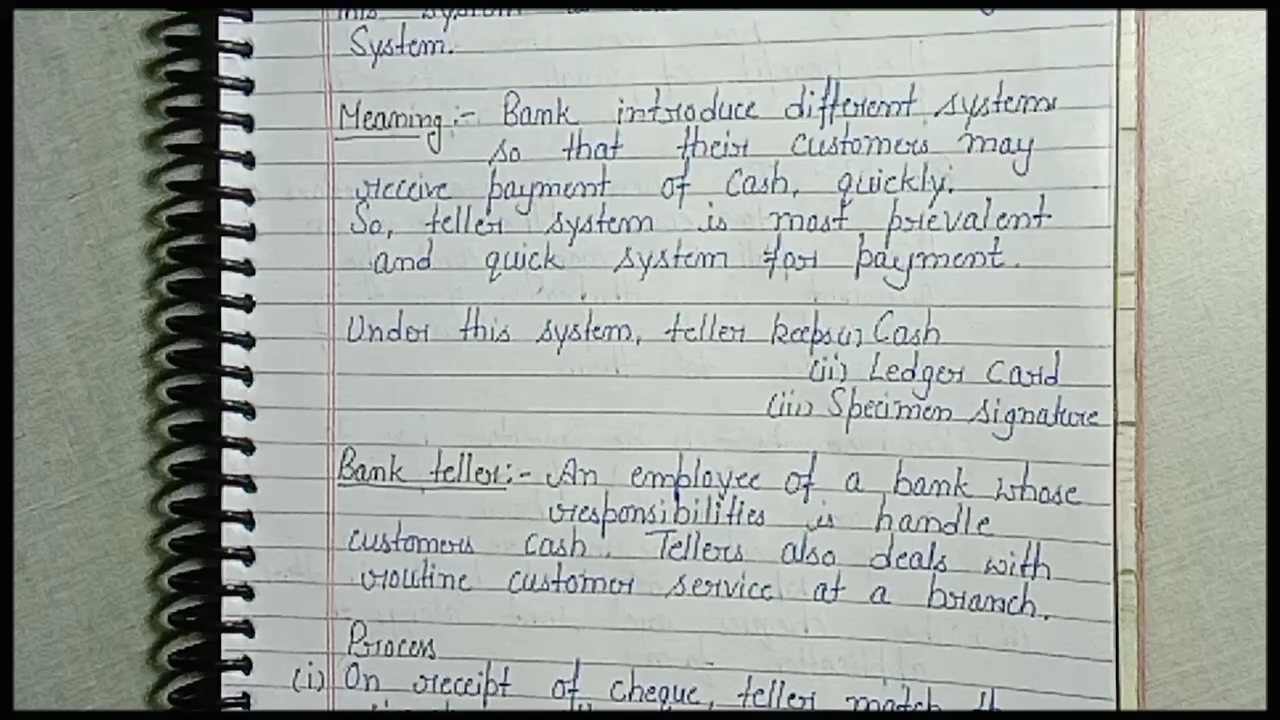 this system
System.
Meaning:- Bank introduce different systems
so that their customers may
receive payment of Cash, quickly.
So, teller system is most prevalent
and quick system for payment.
Under this system, teller keeps (i) Cash
(ii) Ledger Card
(iii) Specimen signature
Bank teller:- An employee of a bank whose
responsibilities is handle
customers cash. Tellers also deals with
routine customer service at a branch.
Process
(i) On receipt of cheque, teller match